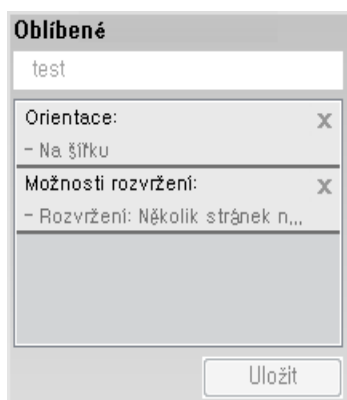 Oblíbené
test
Orientace:
x
- Na šířku
Možnosti rozvržení:
x
- Rozvržení: Několik stránek n...
Uložit